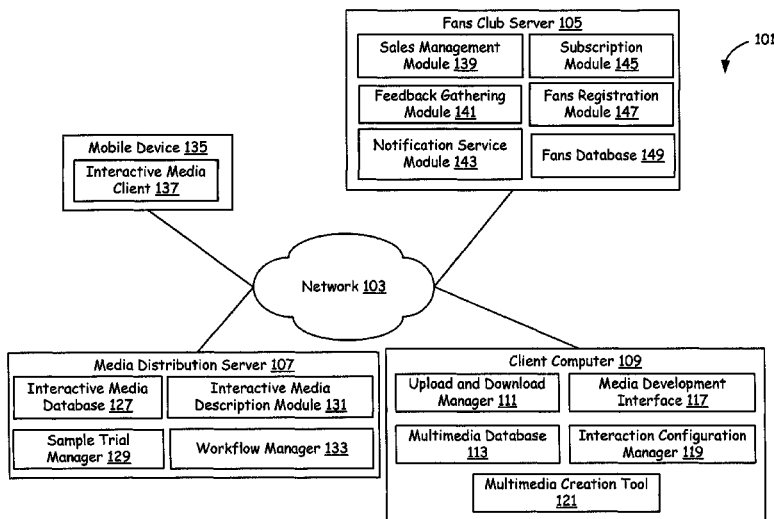 Fans Club Server 105
101
Sales Management
Module 139
Subscription
Module 145
Feedback Gathering
Module 141
Fans Registration
Module 147
Notification Service
Module 143
Fans Database 149
Mobile Device 135
Interactive Media
Client 137
Network 103
Media Distribution Server 107
Interactive Media
Database 127
Interactive Media
Description Module 131
Sample Trial
Manager 129
Workflow Manager 133
Client Computer 109
Upload and Download
Manager 111
Media Development
Interface 117
Multimedia Database
113
Interaction Configuration
Manager 119
Multimedia Creation Tool
121